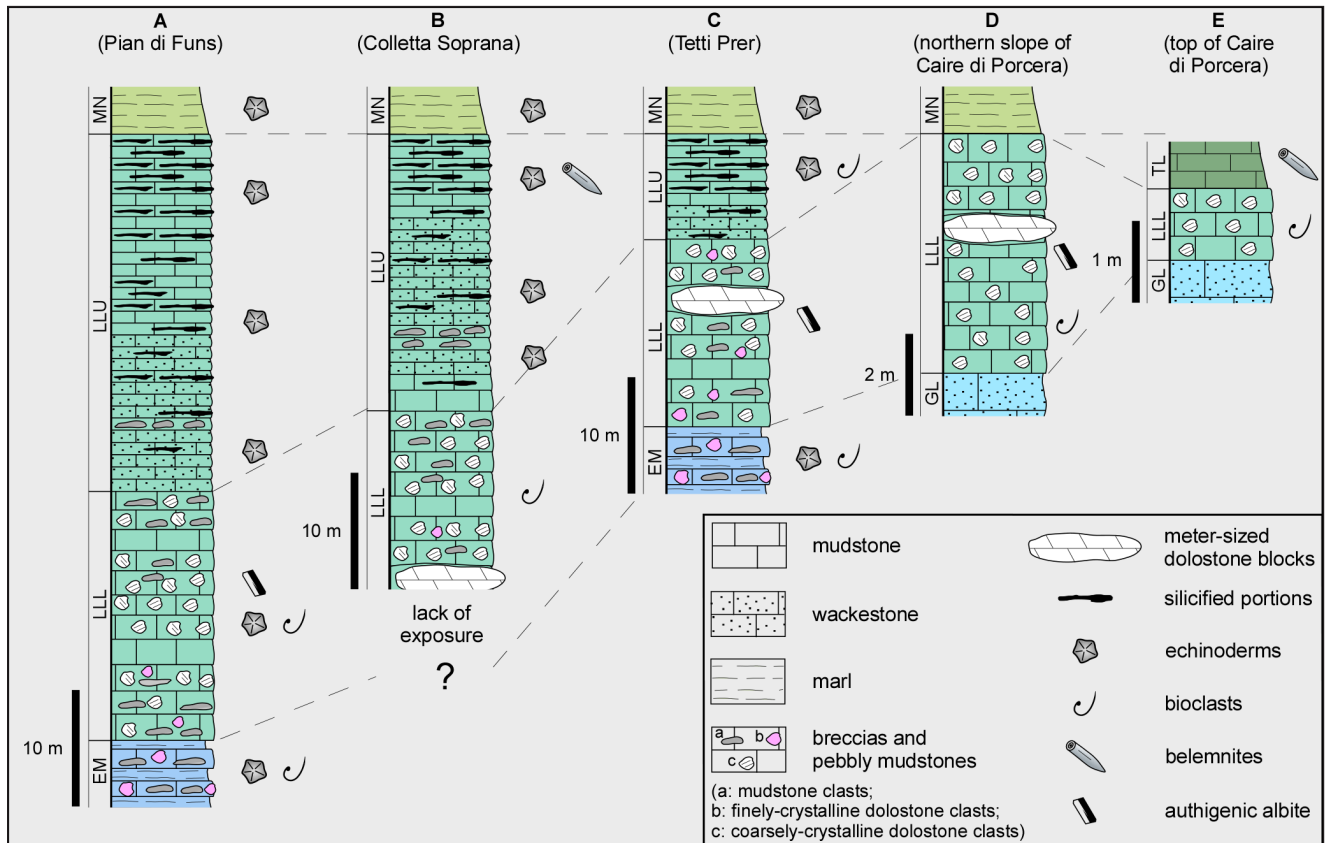 A
(Pian di Funs)
B
(Colletta Soprana)
C
(Tetti Prer)
D
(northern slope of
Caire di Porcera)
E
(top of Caire
di Porcera)
MN
LLU
LLL
EM
10 m
MN
LLU
LLL
10 m
lack of
exposure
?
MN
LLU
LLL
EM
10 m
MN
LLL
GL
2 m
TL
LLL
GL
1 m
mudstone
wackestone
marl
a
b
c
breccias and
pebbly mudstones
(a: mudstone clasts;
b: finely-crystalline dolostone clasts;
c: coarsely-crystalline dolostone clasts)
meter-sized
dolostone blocks
silicified portions
echinoderms
bioclasts
belemnites
authigenic albite